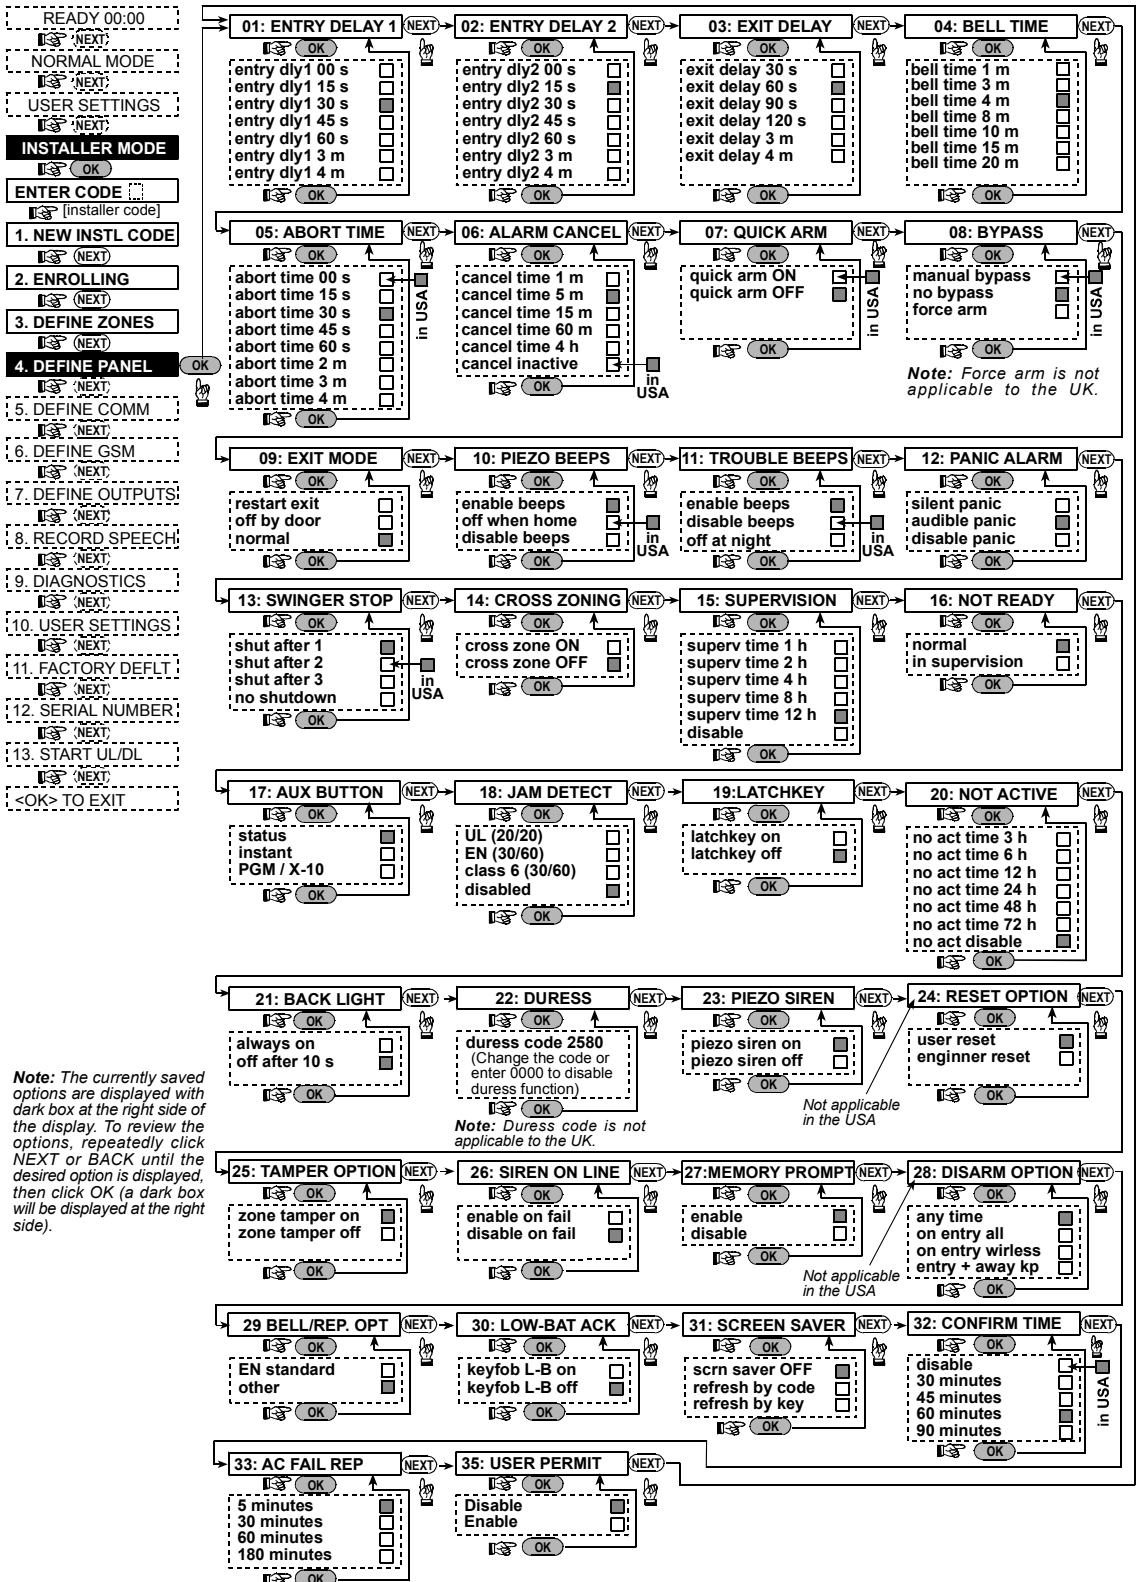 READY 00:00
NEXT
NORMAL MODE
NEXT
USER SETTINGS
NEXT
INSTALLER MODE
OK
ENTER CODE
[installer code]
1. NEW INSTL CODE
NEXT
2. ENROLLING
NEXT
3. DEFINE ZONES
NEXT
4. DEFINE PANEL
OK
NEXT
5. DEFINE COMM
NEXT
6. DEFINE GSM
NEXT
7. DEFINE OUTPUTS
NEXT
8. RECORD SPEECH
NEXT
9. DIAGNOSTICS
NEXT
10. USER SETTINGS
NEXT
11. FACTORY DEFLT
NEXT
12. SERIAL NUMBER
NEXT
13. START UL/DL
NEXT
<OK> TO EXIT
Note: The currently saved
options are displayed with
dark box at the right side of
the display. To review the
options, repeatedly click
NEXT or BACK until the
desired option is displayed,
then click OK (a dark box
will be displayed at the right
side).
01: ENTRY DELAY 1
NEXT
OK
entry dly1 00 s
entry dly1 15 s
entry dly1 30 s
entry dly1 45 s
entry dly1 60 s
entry dly1 3 m
entry dly1 4 m
OK
02: ENTRY DELAY 2
NEXT
OK
entry dly2 00 s
entry dly2 15 s
entry dly2 30 s
entry dly2 45 s
entry dly2 60 s
entry dly2 3 m
entry dly2 4 m
OK
03: EXIT DELAY
NEXT
OK
exit delay 30 s
exit delay 60 s
exit delay 90 s
exit delay 120 s
exit delay 3 m
exit delay 4 m
OK
04: BELL TIME
NEXT
OK
bell time 1 m
bell time 3 m
bell time 4 m
bell time 8 m
bell time 10 m
bell time 15 m
bell time 20 m
OK
05: ABORT TIME
NEXT
OK
abort time 00 s
abort time 15 s
abort time 30 s
abort time 45 s
abort time 60 s
abort time 2 m
abort time 3 m
abort time 4 m
in USA
OK
06: ALARM CANCEL
NEXT
OK
cancel time 1 m
cancel time 5 m
cancel time 15 m
cancel time 60 m
cancel time 4 h
cancel inactive
in
USA
OK
07: QUICK ARM
NEXT
OK
quick arm ON
quick arm OFF
in USA
OK
08: BYPASS
NEXT
OK
manual bypass
no bypass
force arm
in USA
OK
Note: Force arm is not
applicable to the UK.
09: EXIT MODE
NEXT
OK
restart exit
off by door
normal
OK
10: PIEZO BEEPS
NEXT
OK
enable beeps
off when home
disable beeps
in
USA
OK
11: TROUBLE BEEPS
NEXT
OK
enable beeps
disable beeps
off at night
in
USA
OK
12: PANIC ALARM
NEXT
OK
silent panic
audible panic
disable panic
OK
13: SWINGER STOP
NEXT
OK
shut after 1
shut after 2
shut after 3
no shutdown
in
USA
OK
14: CROSS ZONING
NEXT
OK
cross zone ON
cross zone OFF
OK
15: SUPERVISION
NEXT
OK
superv time 1 h
superv time 2 h
superv time 4 h
superv time 8 h
superv time 12 h
disable
OK
16: NOT READY
NEXT
OK
normal
in supervision
OK
17: AUX BUTTON
NEXT
OK
status
instant
PGM / X-10
OK
18: JAM DETECT
NEXT
OK
UL (20/20)
EN (30/60)
class 6 (30/60)
disabled
OK
19:LATCHKEY
NEXT
OK
latchkey on
latchkey off
OK
20: NOT ACTIVE
NEXT
OK
no act time 3 h
no act time 6 h
no act time 12 h
no act time 24 h
no act time 48 h
no act time 72 h
no act disable
OK
21: BACK LIGHT
NEXT
OK
always on
off after 10 s
OK
22: DURESS
NEXT
OK
duress code 2580
(Change the code or
enter 0000 to disable
duress function)
OK
Note: Duress code is not
applicable to the UK.
23: PIEZO SIREN
NEXT
OK
piezo siren on
piezo siren off
OK
Not applicable
in the USA
24: RESET OPTION
NEXT
OK
user reset
enginner reset
OK
25: TAMPER OPTION
NEXT
OK
zone tamper on
zone tamper off
OK
26: SIREN ON LINE
NEXT
OK
enable on fail
disable on fail
OK
27:MEMORY PROMPT
NEXT
OK
enable
disable
OK
Not applicable
in the USA
28: DISARM OPTION
NEXT
OK
any time
on entry all
on entry wirless
entry + away kp
OK
29 BELL/REP. OPT
NEXT
OK
EN standard
other
OK
30: LOW-BAT ACK
NEXT
OK
keyfob L-B on
keyfob L-B off
OK
31: SCREEN SAVER
NEXT
OK
scrn saver OFF
refresh by code
refresh by key
OK
32: CONFIRM TIME
NEXT
OK
disable
30 minutes
45 minutes
60 minutes
90 minutes
in USA
OK
33: AC FAIL REP
NEXT
OK
5 minutes
30 minutes
60 minutes
180 minutes
OK
35: USER PERMIT
NEXT
OK
Disable
Enable
OK